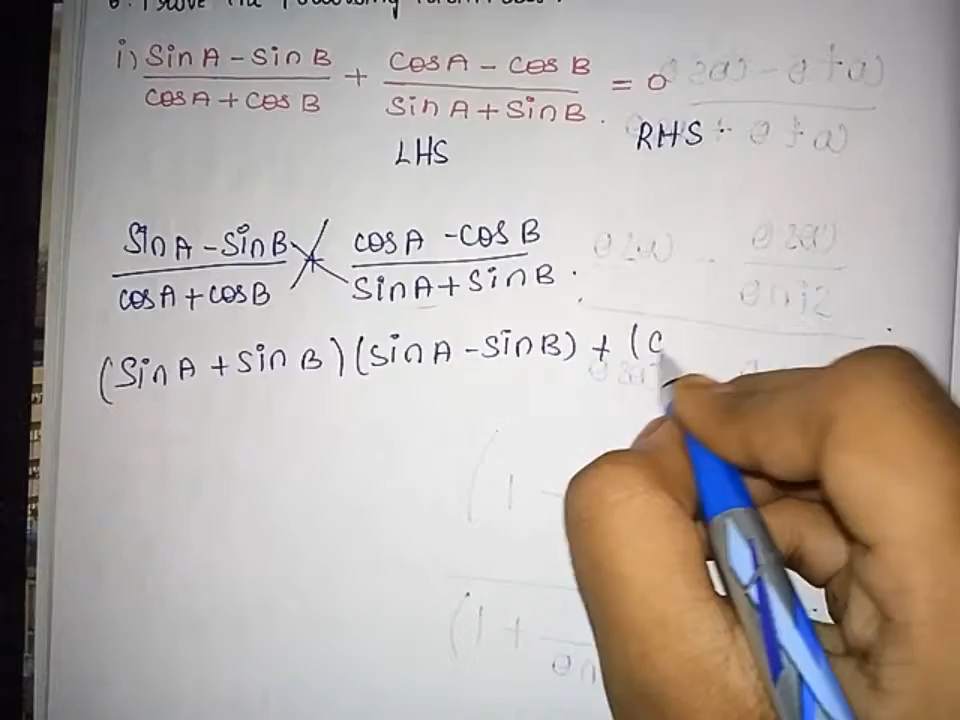 i) SinA - sinB / cosA + cosB + cosA - cosB / sinA + sinB = 0
LHS RHS
SinA - sinB / cosA + cosB + cosA - cosB / sinA + sinB .
(sinA + sinB)(sinA - sinB) + (c